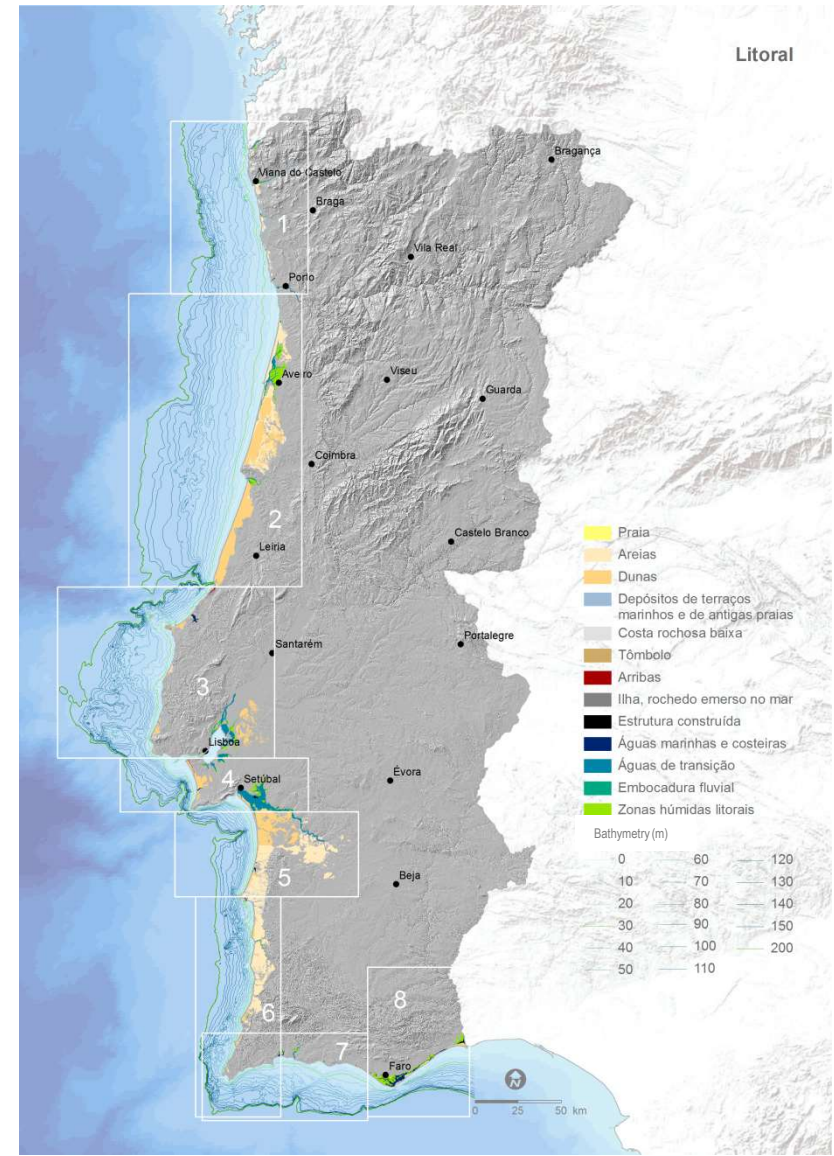 Litoral
Bragança
Viana do Castelo
Braga
1
Vila Real
Porto
Viseu
Aveiro
Guarda
Coimbra
2
Castelo Branco
Leiria
Praia
Areias
Dunas
Depósitos de terraços
marinhos e de antigas praias
Costa rochosa baixa
Tômbolo
Arribas
Ilha, rochedo emerso no mar
Estrutura construída
Águas marinhas e costeiras
Águas de transição
Embocadura fluvial
Zonas húmidas litorais
Portalegre
Santarém
3
Lisboa
4
Setúbal
Évora
Bathymetry (m)
0 60 120
10 70 130
20 80 140
30 90 150
40 100 200
50 110
5
Beja
8
6
7
Faro
N
0 25 50 km